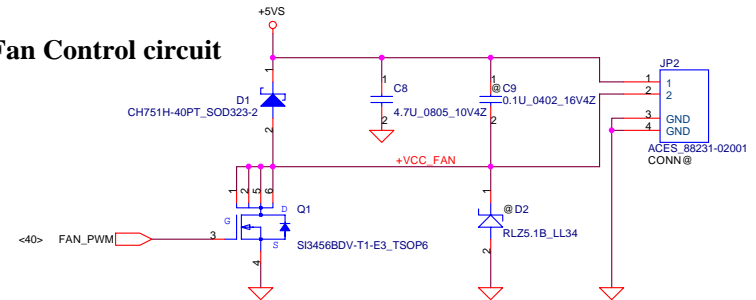 +5VS
Fan Control circuit
JP2
1
D1
CH751H-40PT_SOD323-2
2
1
C8
4.7U_0805_10V4Z
2
1
@ C9
0.1U_0402_16V4Z
2
1 1
2 2
3 GND
4 GND
ACES_88231-02001
CONN@
+VCC_FAN
1 2 5 6
Q1
D
G
S
SI3456BDV-T1-E3_TSOP6
3
4
1
@ D2
RLZ5.1B_LL34
2
<40> FAN_PWM